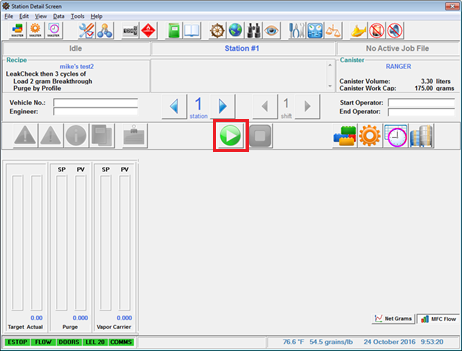 Station Detail Screen
File Edit View Data Tools Help
MASTER MASTER MASTER
Idle Station #1 No Active Job File
Recipe
mike's test2
LeakCheck then 3 cycles of
Load 2 gram Breakthrough
Purge by Profile
Canister
RANGER
Canister Volume: 3.30 liters
Canister Work Cap: 175.00 grams
Vehicle No.:
Engineer:
1
station
1
shift
Start Operator:
End Operator:
SP PV SP PV
0.00 0.000 0.000
Target Actual Purge Vapor Carrier
Net Grams MFC Flow
ESTOP FLOW DOORS LEL 20 COMMS 76.6 °F 54.5 grains/lb 24 October 2016 9:53:20